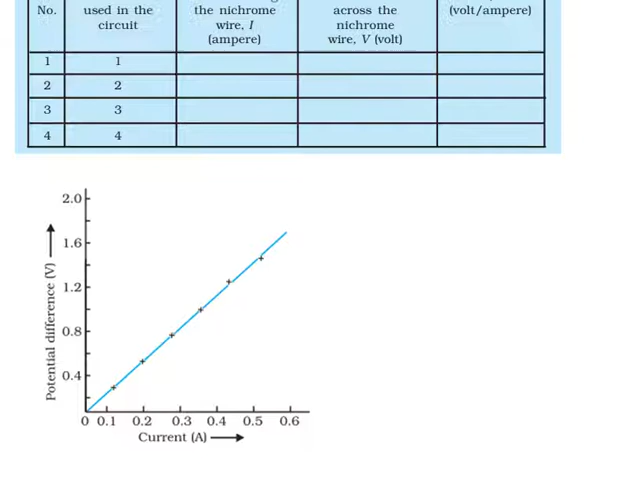 No. used in the the nichrome across the (volt/ampere)
circuit wire, I nichrome
(ampere) wire, V (volt)
1 1
2 2
3 3
4 4
2.0
1.6
1.2
0.8
0.4
Potential difference (V)
0 0.1 0.2 0.3 0.4 0.5 0.6
Current (A)